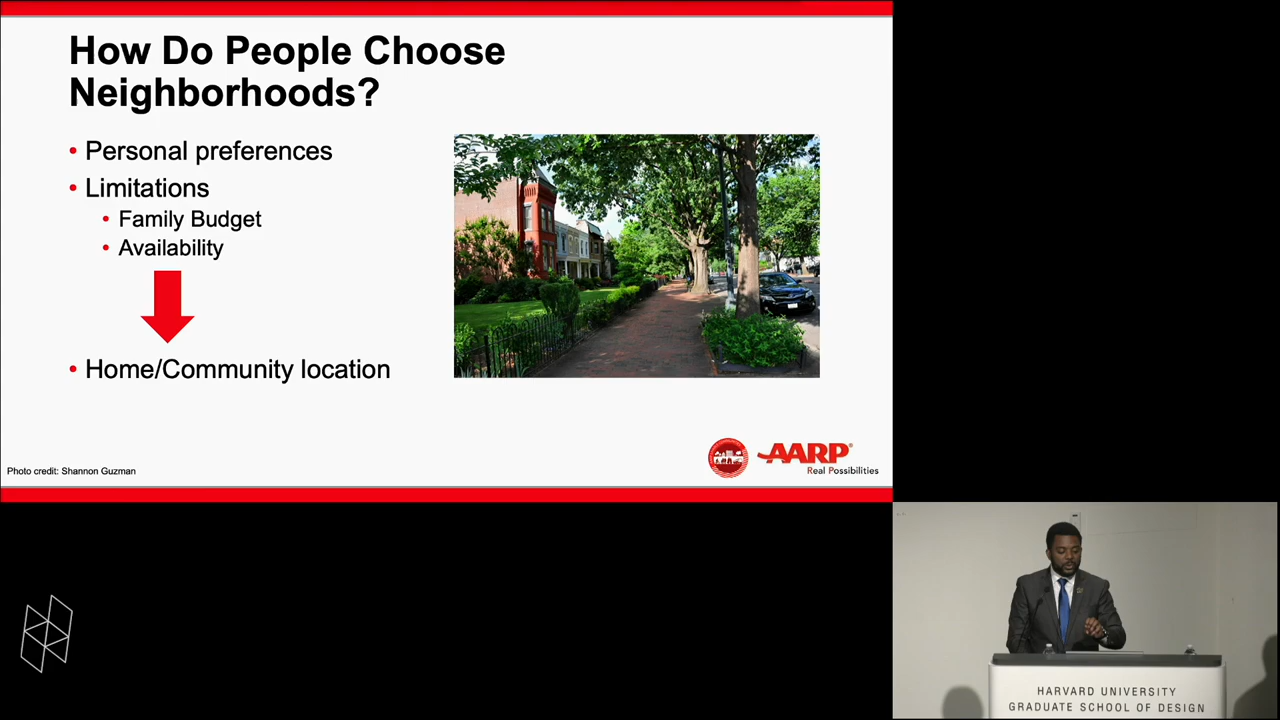 How Do People Choose
Neighborhoods?
• Personal preferences
• Limitations
• Family Budget
• Availability
• Home/Community location
Photo credit: Shannon Guzman
AARP®
Real Possibilities
HARVARD UNIVERSITY
GRADUATE SCHOOL OF DESIGN